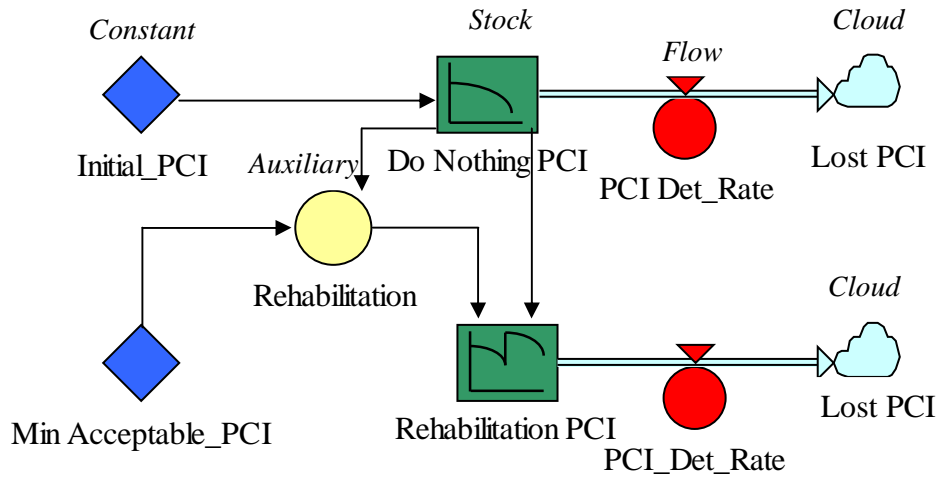 Constant
Stock
Cloud
Flow
Initial_PCI
Auxiliary
Do Nothing PCI
PCI Det_Rate
Lost PCI
Rehabilitation
Cloud
Min Acceptable_PCI
Rehabilitation PCI
PCI_Det_Rate
Lost PCI